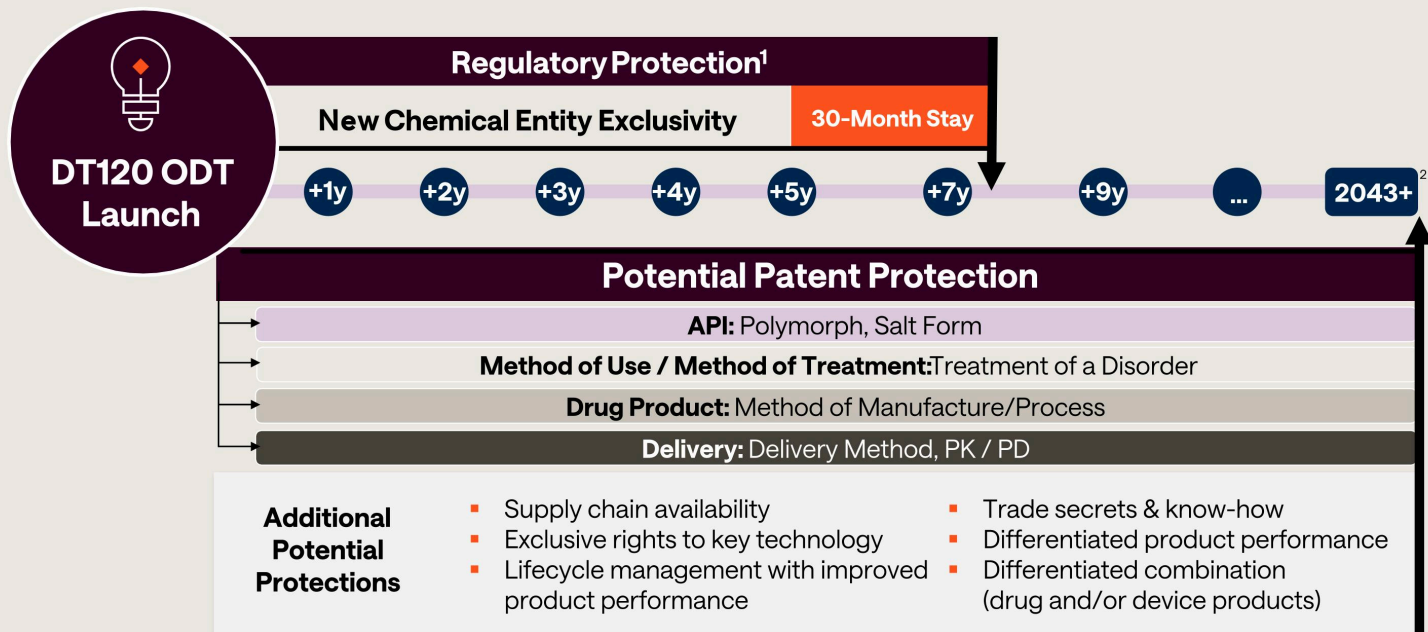 DT120 ODT
Launch
Regulatory Protection¹
New Chemical Entity Exclusivity
30-Month Stay
+1y
+2y
+3y
+4y
+5y
+7y
+9y
...
2043+²
Potential Patent Protection
API: Polymorph, Salt Form
Method of Use / Method of Treatment:Treatment of a Disorder
Drug Product: Method of Manufacture/Process
Delivery: Delivery Method, PK / PD
Additional
Potential
Protections
▪ Supply chain availability
▪ Exclusive rights to key technology
▪ Lifecycle management with improved
product performance
▪ Trade secrets & know-how
▪ Differentiated product performance
▪ Differentiated combination
(drug and/or device products)